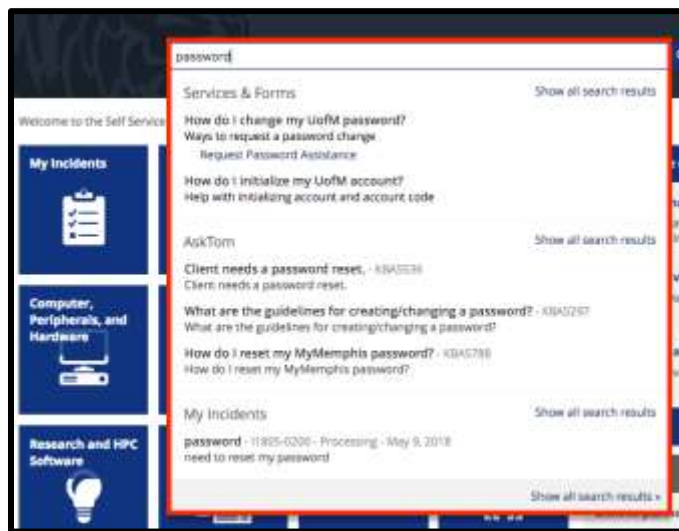 password
Services & Forms
Show all search results
How do I change my UofM password?
Ways to request a password change
Request Password Assistance
How do I initialize my UofM account?
Help with initializing account and account code
AskTom
Show all search results
Client needs a password reset. -
Client needs a password reset.
What are the guidelines for creating/changing a password? -
What are the guidelines for creating/changing a password?
How do I reset my MyMemphis password? -
How do I reset my MyMemphis password?
My Incidents
Show all search results
password - I1805-0200 - Processing - May 9, 2018
need to reset my password
Show all search results »
Welcome to the Self Service
My Incidents
Computer,
Peripherals, and
Hardware
Research and HPC
Software